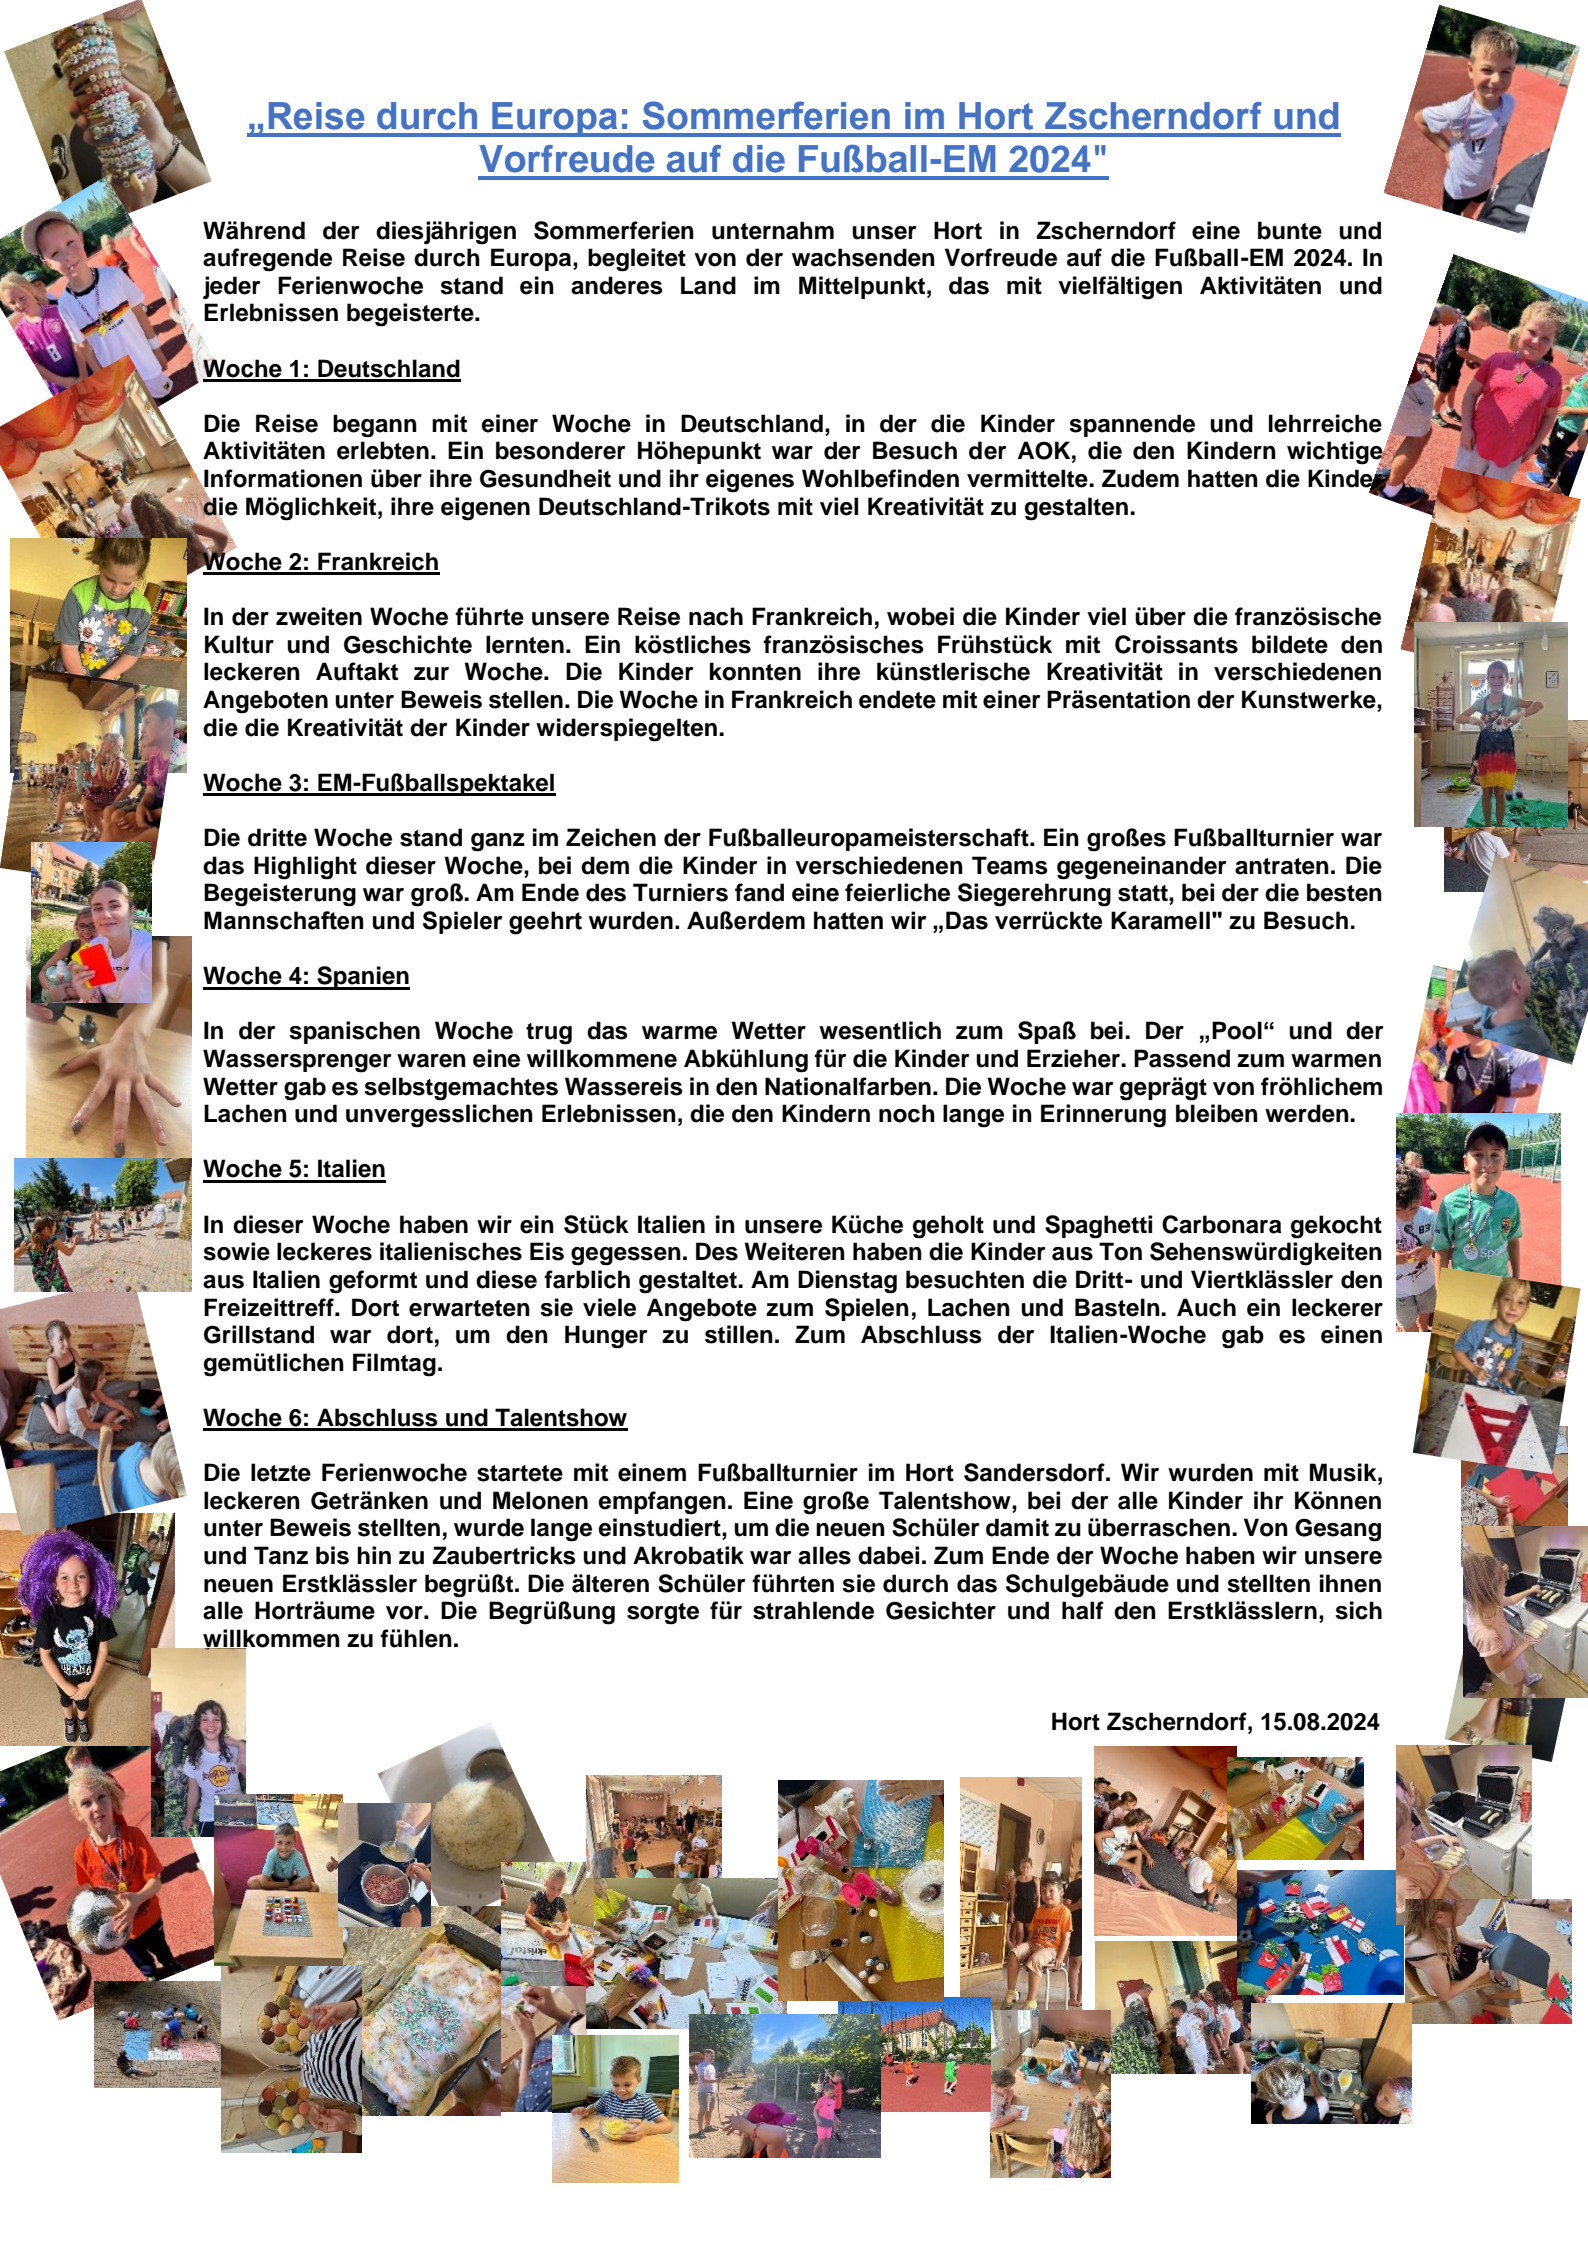 „Reise durch Europa: Sommerferien im Hort Zscherndorf und
Vorfreude auf die Fußball-EM 2024"
Während der diesjährigen Sommerferien unternahm unser Hort in Zscherndorf eine bunte und
aufregende Reise durch Europa, begleitet von der wachsenden Vorfreude auf die Fußball-EM 2024. In
jeder Ferienwoche stand ein anderes Land im Mittelpunkt, das mit vielfältigen Aktivitäten und
Erlebnissen begeisterte.
Woche 1: Deutschland
Die Reise begann mit einer Woche in Deutschland, in der die Kinder spannende und lehrreiche
Aktivitäten erlebten. Ein besonderer Höhepunkt war der Besuch der AOK, die den Kindern wichtige
Informationen über ihre Gesundheit und ihr eigenes Wohlbefinden vermittelte. Zudem hatten die Kinder
die Möglichkeit, ihre eigenen Deutschland-Trikots mit viel Kreativität zu gestalten.
Woche 2: Frankreich
In der zweiten Woche führte unsere Reise nach Frankreich, wobei die Kinder viel über die französische
Kultur und Geschichte lernten. Ein köstliches französisches Frühstück mit Croissants bildete den
leckeren Auftakt zur Woche. Die Kinder konnten ihre künstlerische Kreativität in verschiedenen
Angeboten unter Beweis stellen. Die Woche in Frankreich endete mit einer Präsentation der Kunstwerke,
die die Kreativität der Kinder widerspiegelten.
Woche 3: EM-Fußballspektakel
Die dritte Woche stand ganz im Zeichen der Fußballeuropameisterschaft. Ein großes Fußballturnier war
das Highlight dieser Woche, bei dem die Kinder in verschiedenen Teams gegeneinander antraten. Die
Begeisterung war groß. Am Ende des Turniers fand eine feierliche Siegerehrung statt, bei der die besten
Mannschaften und Spieler geehrt wurden. Außerdem hatten wir „Das verrückte Karamell" zu Besuch.
Woche 4: Spanien
In der spanischen Woche trug das warme Wetter wesentlich zum Spaß bei. Der „Pool“ und der
Wassersprenger waren eine willkommene Abkühlung für die Kinder und Erzieher. Passend zum warmen
Wetter gab es selbstgemachtes Wassereis in den Nationalfarben. Die Woche war geprägt von fröhlichem
Lachen und unvergesslichen Erlebnissen, die den Kindern noch lange in Erinnerung bleiben werden.
Woche 5: Italien
In dieser Woche haben wir ein Stück Italien in unsere Küche geholt und Spaghetti Carbonara gekocht
sowie leckeres italienisches Eis gegessen. Des Weiteren haben die Kinder aus Ton Sehenswürdigkeiten
aus Italien geformt und diese farblich gestaltet. Am Dienstag besuchten die Dritt- und Viertklässler den
Freizeittreff. Dort erwarteten sie viele Angebote zum Spielen, Lachen und Basteln. Auch ein leckerer
Grillstand war dort, um den Hunger zu stillen. Zum Abschluss der Italien-Woche gab es einen
gemütlichen Filmtag.
Woche 6: Abschluss und Talentshow
Die letzte Ferienwoche startete mit einem Fußballturnier im Hort Sandersdorf. Wir wurden mit Musik,
leckeren Getränken und Melonen empfangen. Eine große Talentshow, bei der alle Kinder ihr Können
unter Beweis stellten, wurde lange einstudiert, um die neuen Schüler damit zu überraschen. Von Gesang
und Tanz bis hin zu Zaubertricks und Akrobatik war alles dabei. Zum Ende der Woche haben wir unsere
neuen Erstklässler begrüßt. Die älteren Schüler führten sie durch das Schulgebäude und stellten ihnen
alle Horträume vor. Die Begrüßung sorgte für strahlende Gesichter und half den Erstklässlern, sich
willkommen zu fühlen.
Hort Zscherndorf, 15.08.2024